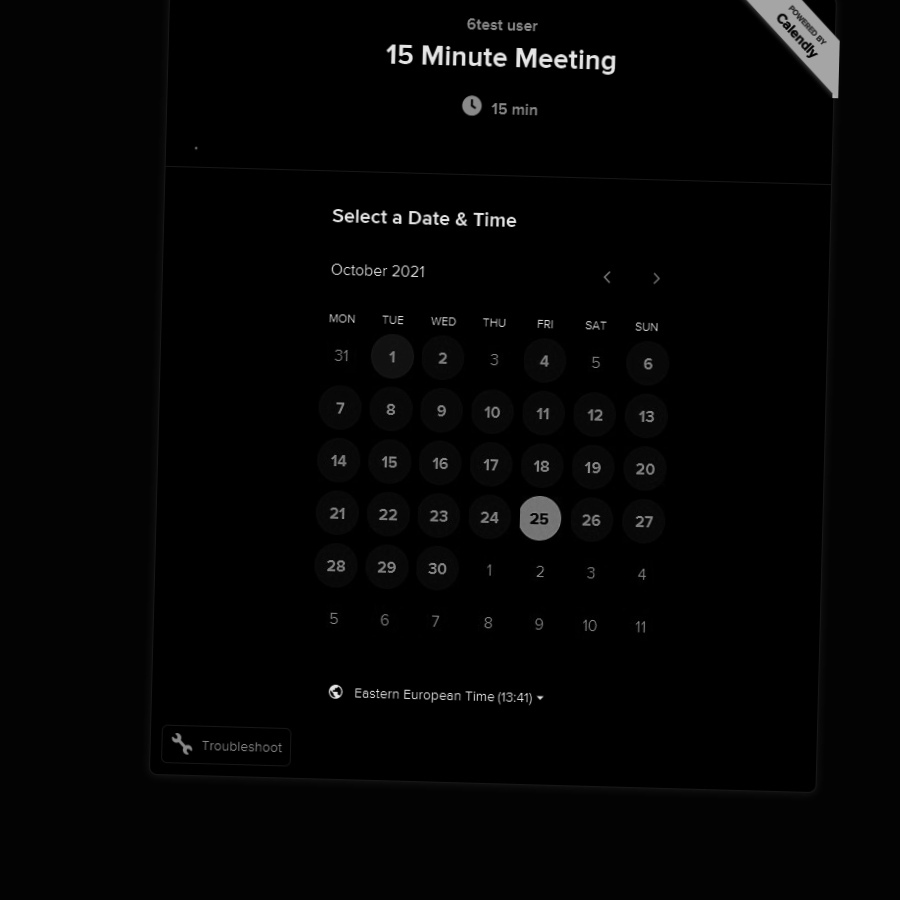 6test user
15 Minute Meeting
15 min
POWERED BY
Calendly
Select a Date & Time
October 2021
MON TUE WED THU FRI SAT SUN
31 1 2 3 4 5 6
7 8 9 10 11 12 13
14 15 16 17 18 19 20
21 22 23 24 25 26 27
28 29 30 1 2 3 4
5 6 7 8 9 10 11
Eastern European Time (13:41)
Troubleshoot